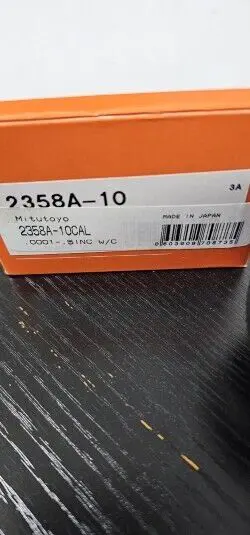 2358A-10
3A
Mitutoyo
MADE IN JAPAN
2358A-10CAL
.0001-.5INC W/C